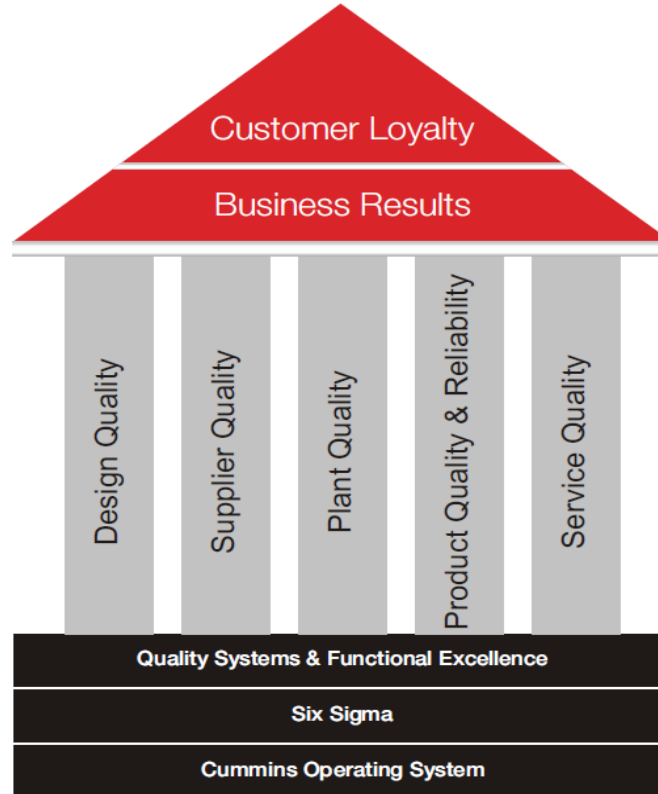 Customer Loyalty
Business Results
Design Quality
Supplier Quality
Plant Quality
Product Quality & Reliability
Service Quality
Quality Systems & Functional Excellence
Six Sigma
Cummins Operating System